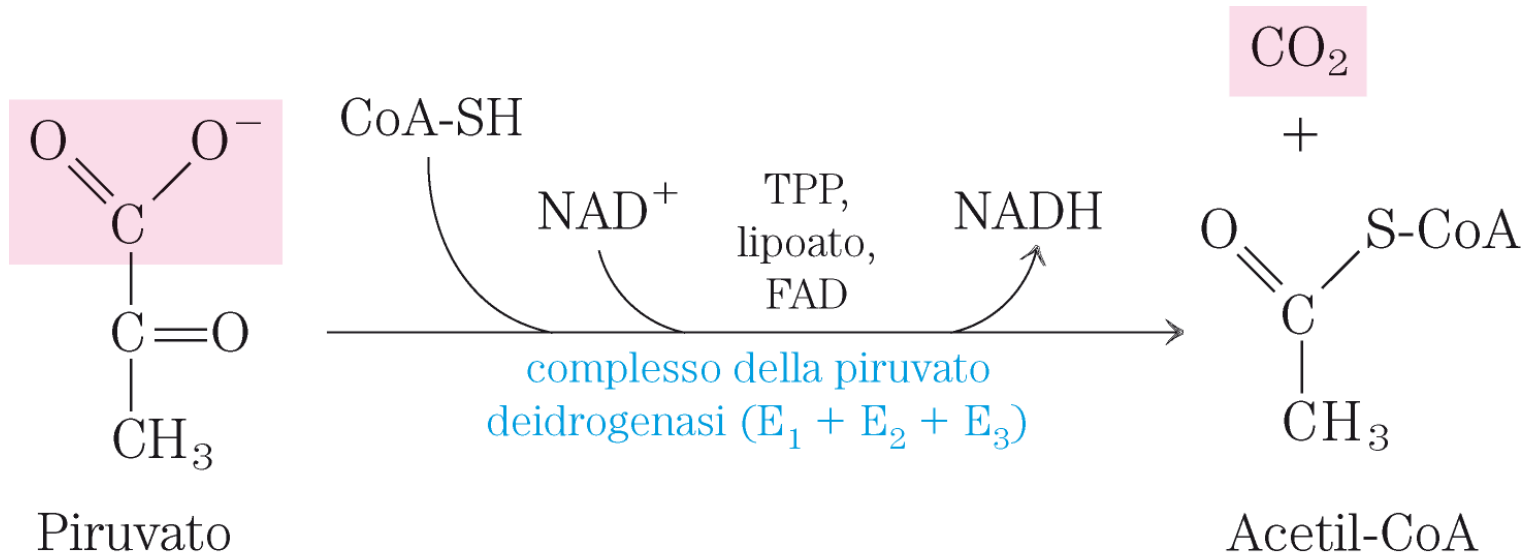 O O⁻
C
C=O
CH₃
Piruvato
CoA-SH
NAD⁺
TPP,
lipoato,
FAD
NADH
complesso della piruvato
deidrogenasi (E₁ + E₂ + E₃)
CO₂
+
O S-CoA
C
CH₃
Acetil-CoA